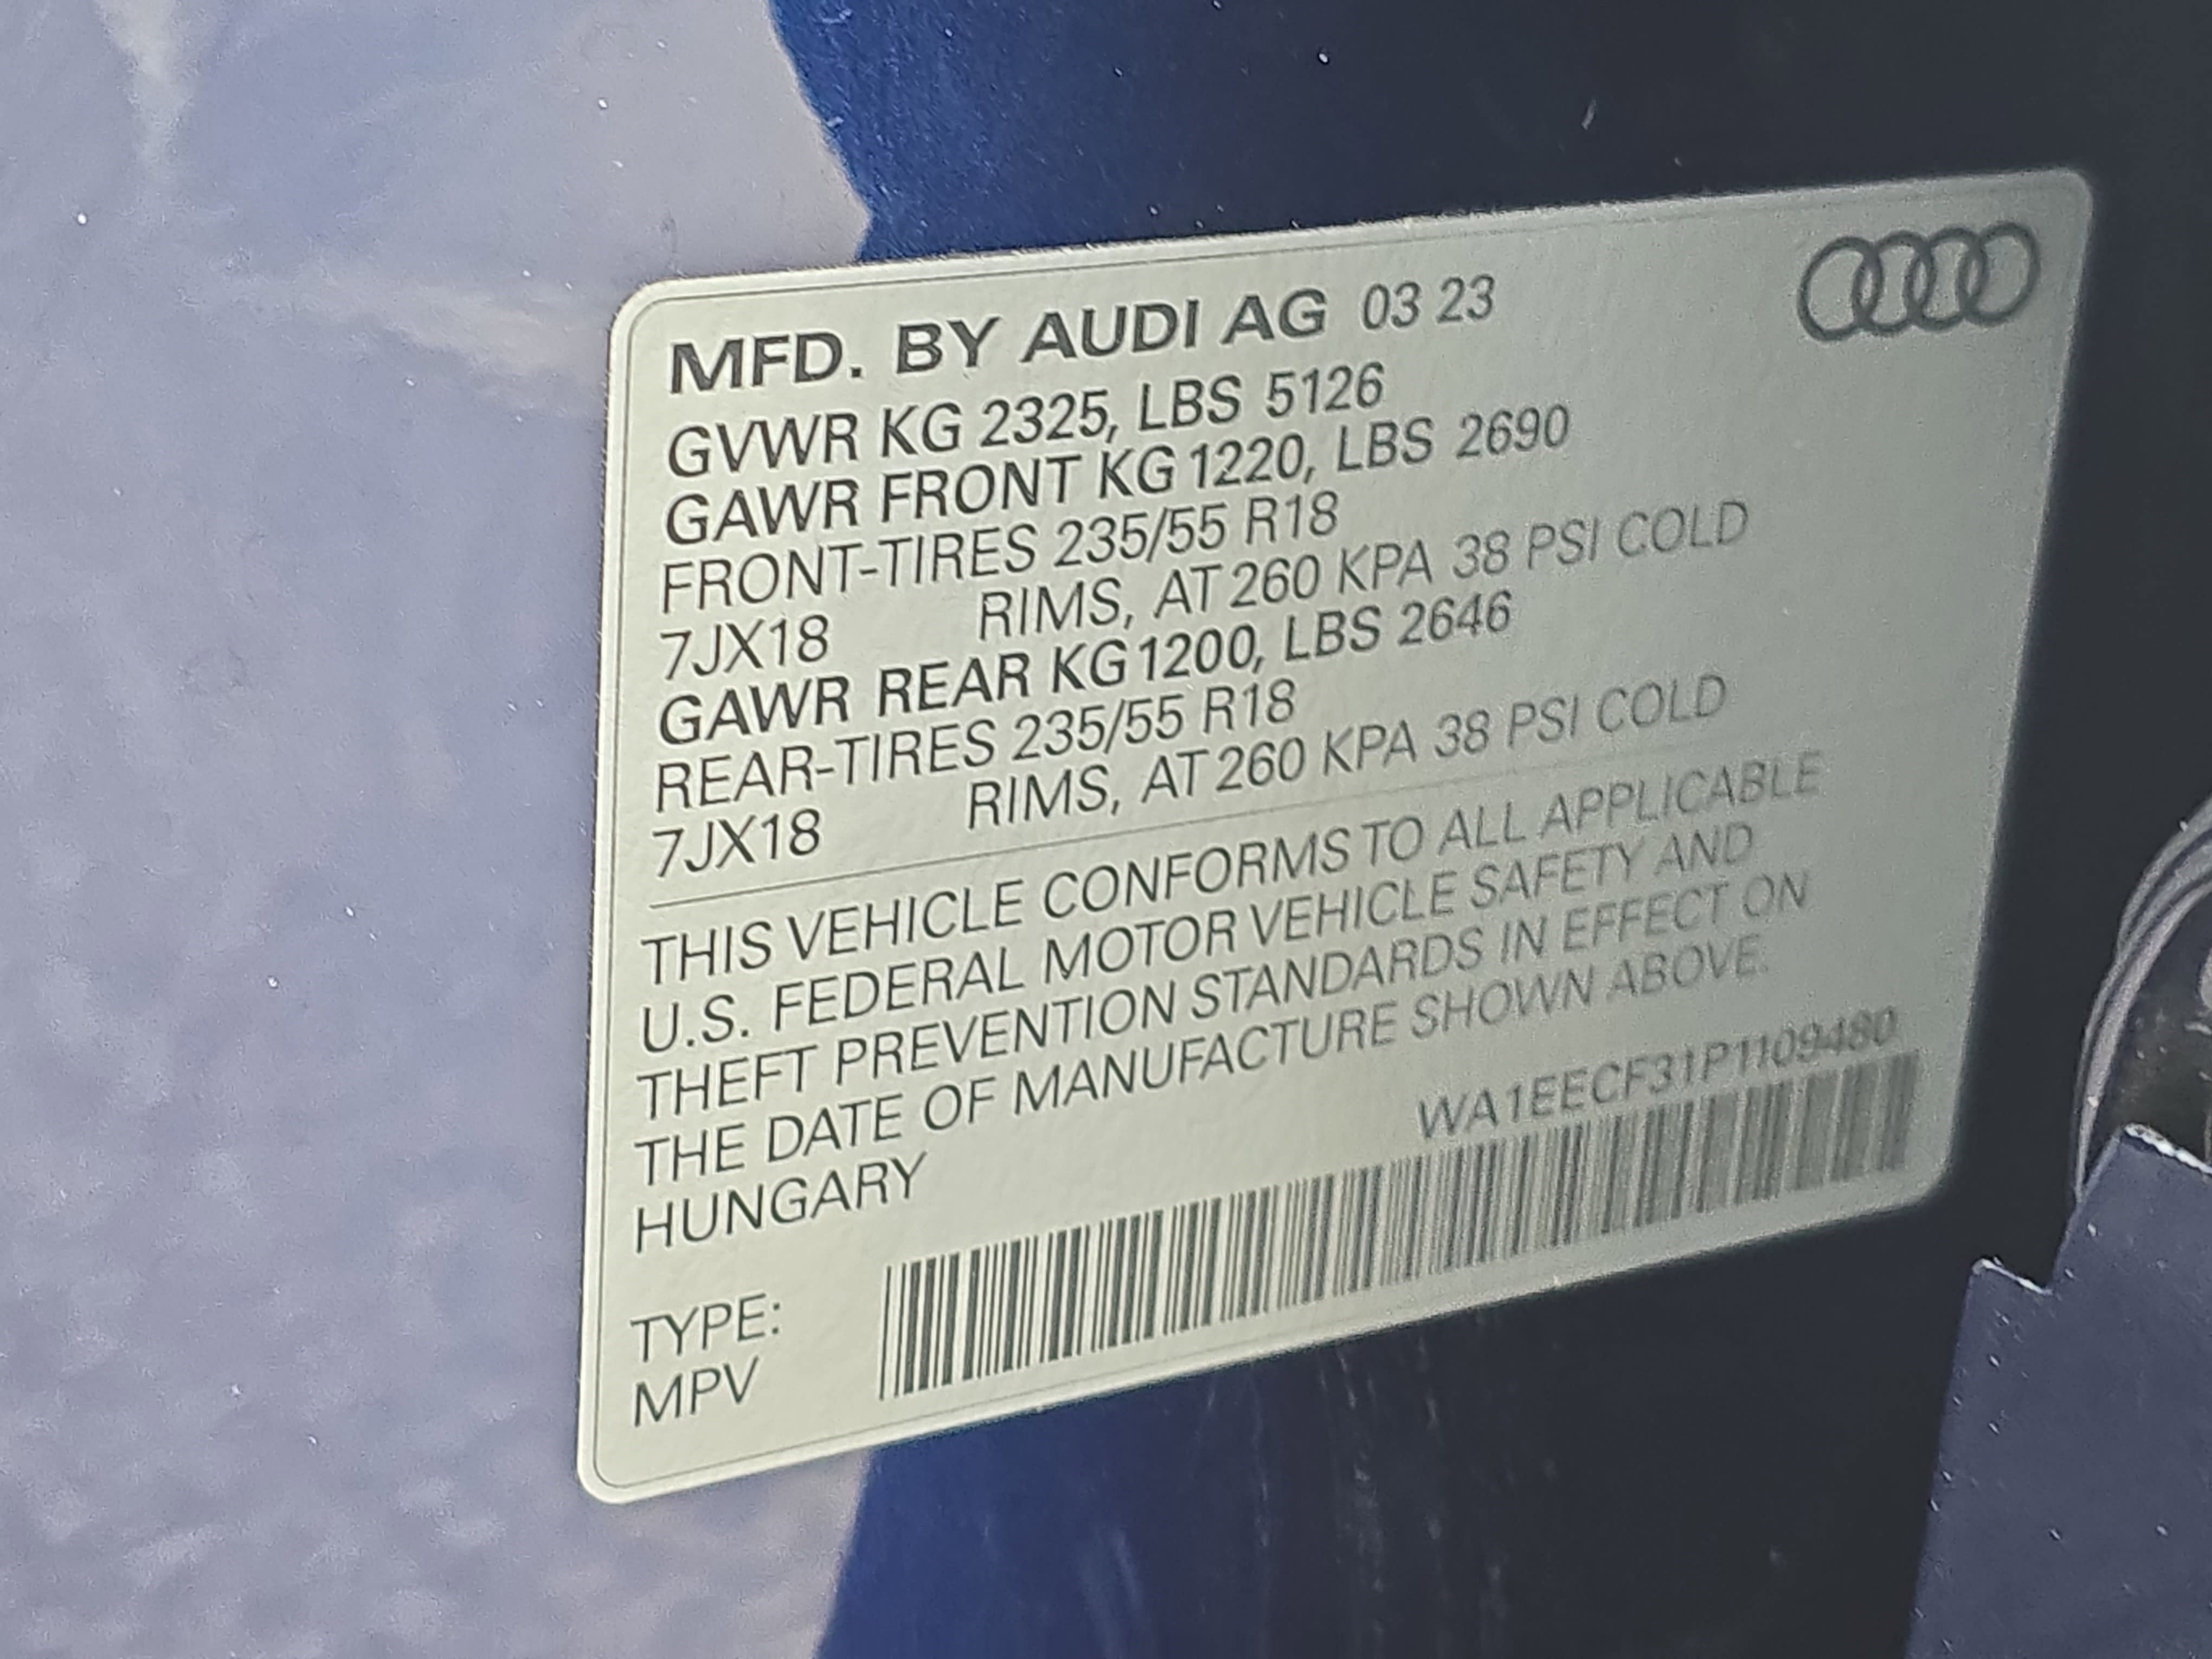 MFD. BY AUDI AG 03 23
GVWR KG 2325, LBS 5126
GAWR FRONT KG 1220, LBS 2690
FRONT-TIRES 235/55 R18
7JX18 RIMS, AT 260 KPA 38 PSI COLD
GAWR REAR KG 1200, LBS 2646
REAR-TIRES 235/55 R18
7JX18 RIMS, AT 260 KPA 38 PSI COLD
THIS VEHICLE CONFORMS TO ALL APPLICABLE
U.S. FEDERAL MOTOR VEHICLE SAFETY AND
THEFT PREVENTION STANDARDS IN EFFECT ON
THE DATE OF MANUFACTURE SHOWN ABOVE.
HUNGARY
WA1EECF31P1109480
TYPE:
MPV